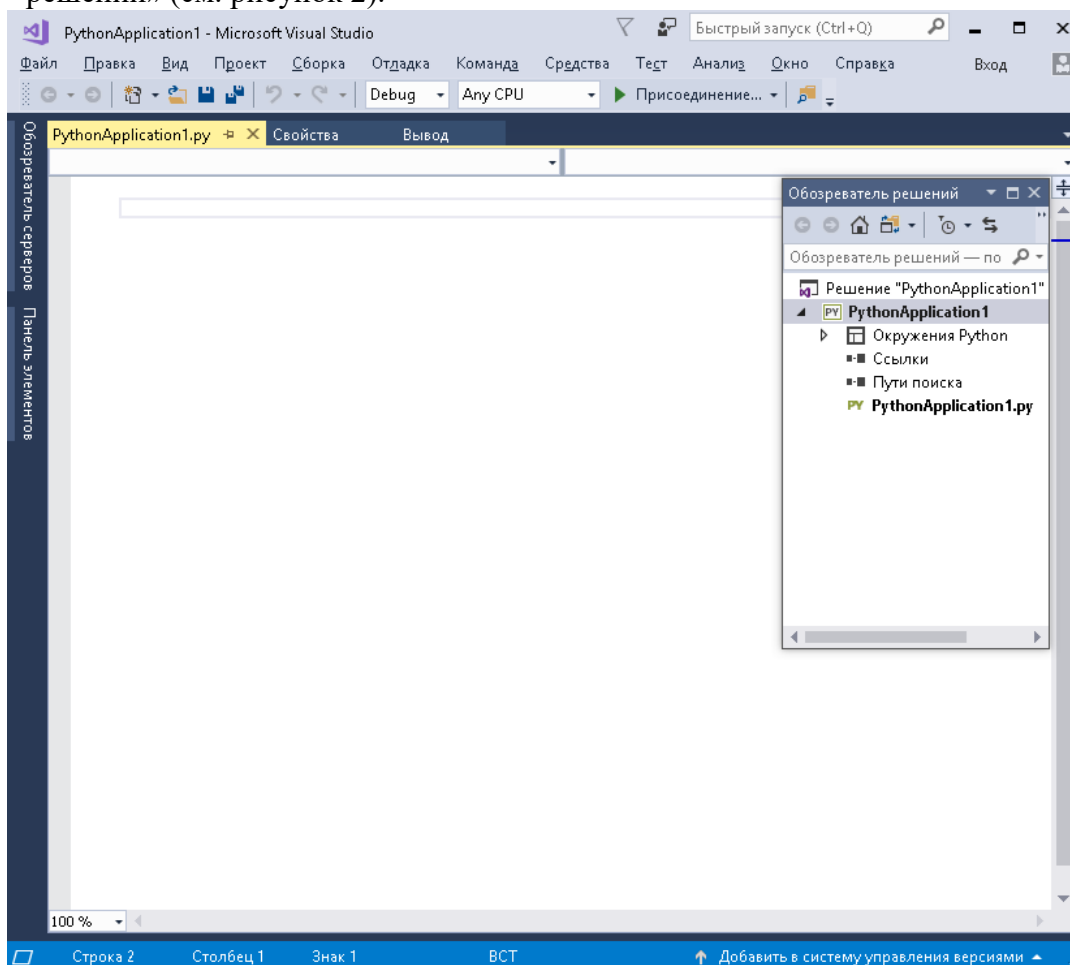 решений» (см. рисунок 2).
PythonApplication1 - Microsoft Visual Studio
Быстрый запуск (Ctrl+Q)
Файл Правка Вид Проект Сборка Отладка Команда Средства Тест Анализ Окно Справка Вход
Debug Any CPU Присоединение...
Обозреватель серверов
Панель элементов
PythonApplication1.py Свойства Вывод
Обозреватель решений
Обозреватель решений — по
Решение "PythonApplication1"
PY PythonApplication1
Окружения Python
Ссылки
Пути поиска
PY PythonApplication1.py
100 %
Строка 2 Столбец 1 Знак 1 ВСТ Добавить в систему управления версиями